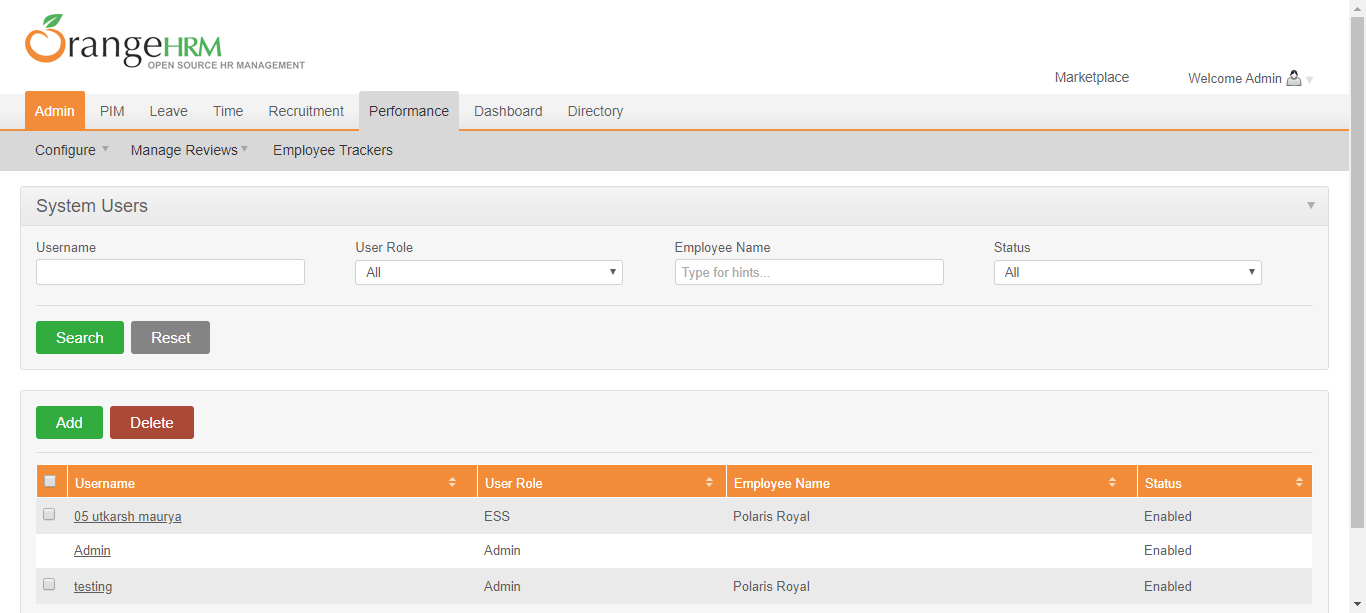 OrangeHRM
OPEN SOURCE HR MANAGEMENT
Marketplace Welcome Admin
Admin PIM Leave Time Recruitment Performance Dashboard Directory
Configure Manage Reviews Employee Trackers
System Users
Username User Role Employee Name Status
All Type for hints... All
Search Reset
Add Delete
Username User Role Employee Name Status
05 utkarsh maurya ESS Polaris Royal Enabled
Admin Admin Enabled
testing Admin Polaris Royal Enabled